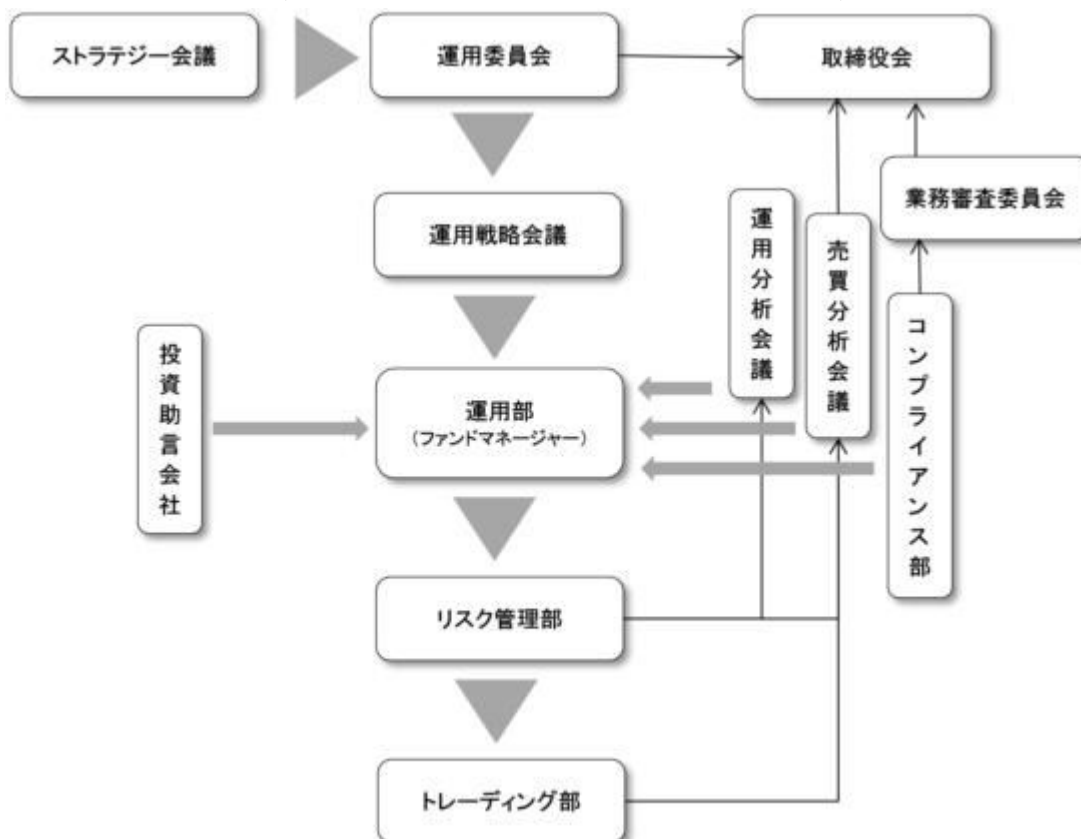 ストラテジー会議
運用委員会
取締役会
業務審査委員会
運用戦略会議
運用分析会議
売買分析会議
コンプライアンス部
投資助言会社
運用部
(ファンドマネージャー)
リスク管理部
トレーディング部